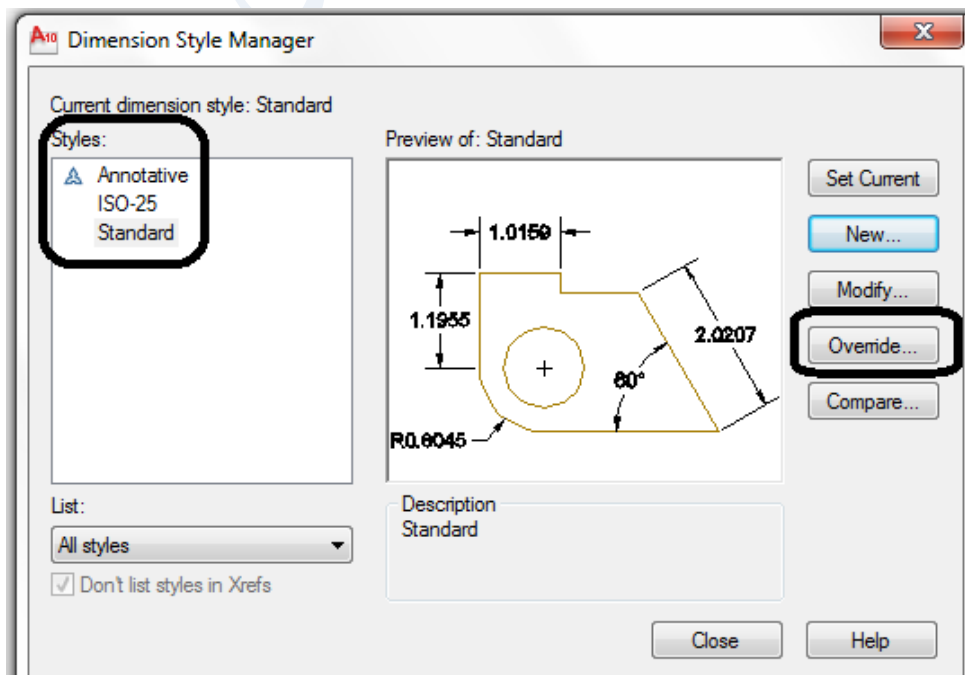 A10 Dimension Style Manager
Current dimension style: Standard
Styles:
Annotative
ISO-25
Standard
List:
All styles
Don't list styles in Xrefs
Preview of: Standard
1.0159
1.1955
2.0207
60°
R0.6045
Description
Standard
Set Current
New...
Modify...
Override...
Compare...
Close
Help